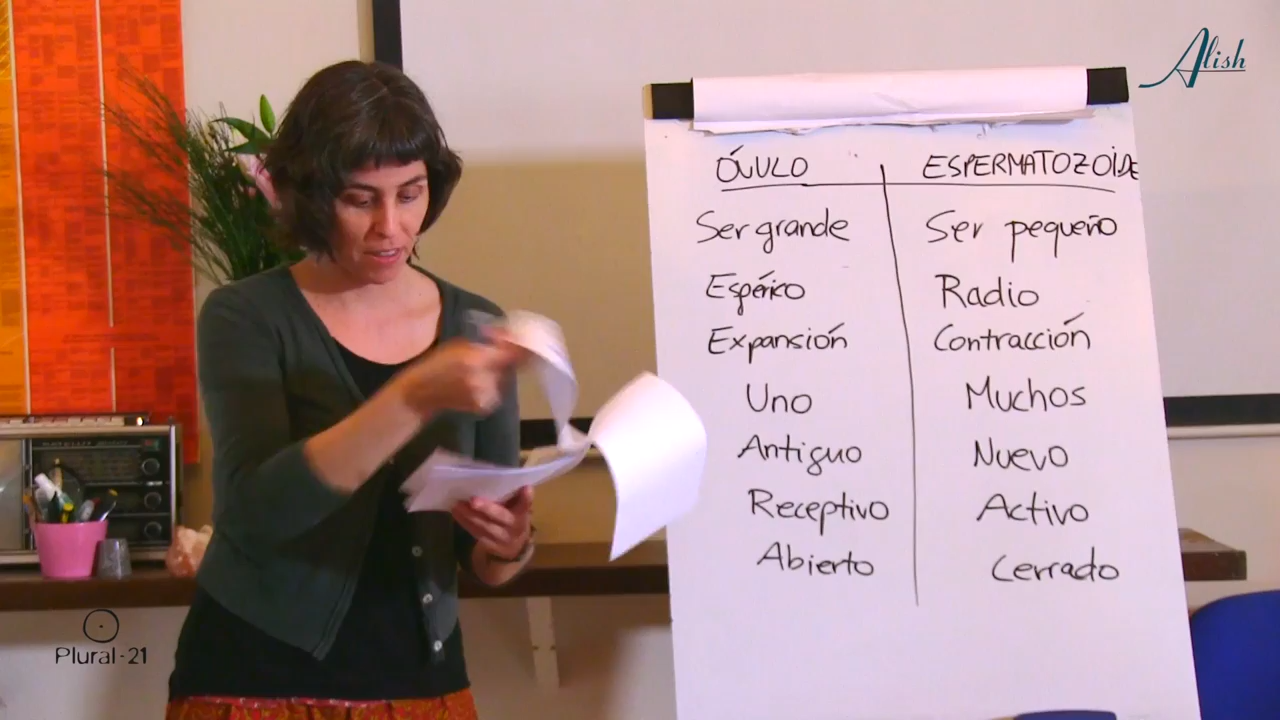 Alish
ÓVULO ESPERMATOZOIDE
Ser grande Ser pequeño
Esférico Radio
Expansión Contracción
Uno Muchos
Antiguo Nuevo
Receptivo Activo
Abierto Cerrado
Plural-21